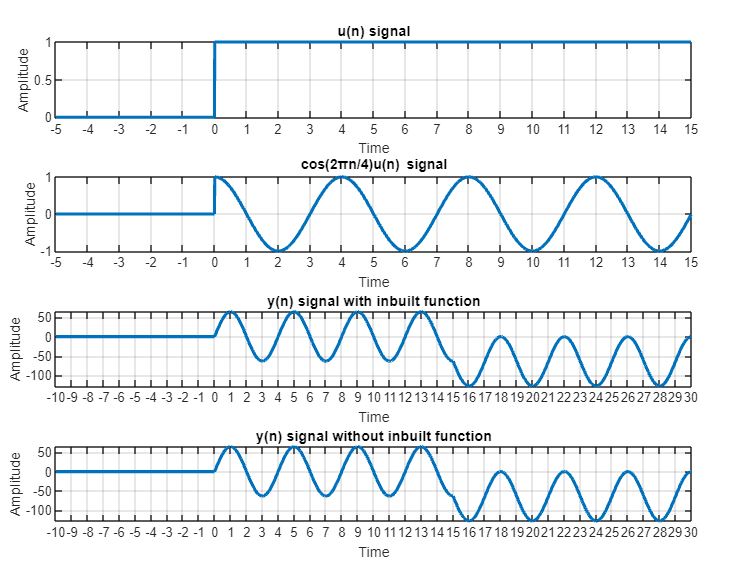 u(n) signal
Amplitude
1
0.5
0
-5 -4 -3 -2 -1 0 1 2 3 4 5 6 7 8 9 10 11 12 13 14 15
Time
cos(2πn/4)u(n) signal
Amplitude
1
0
-1
-5 -4 -3 -2 -1 0 1 2 3 4 5 6 7 8 9 10 11 12 13 14 15
Time
y(n) signal with inbuilt function
Amplitude
50
0
-50
-100
-10 -9 -8 -7 -6 -5 -4 -3 -2 -1 0 1 2 3 4 5 6 7 8 9 10 11 12 13 14 15 16 17 18 19 20 21 22 23 24 25 26 27 28 29 30
Time
y(n) signal without inbuilt function
Amplitude
50
0
-50
-100
-10 -9 -8 -7 -6 -5 -4 -3 -2 -1 0 1 2 3 4 5 6 7 8 9 10 11 12 13 14 15 16 17 18 19 20 21 22 23 24 25 26 27 28 29 30
Time